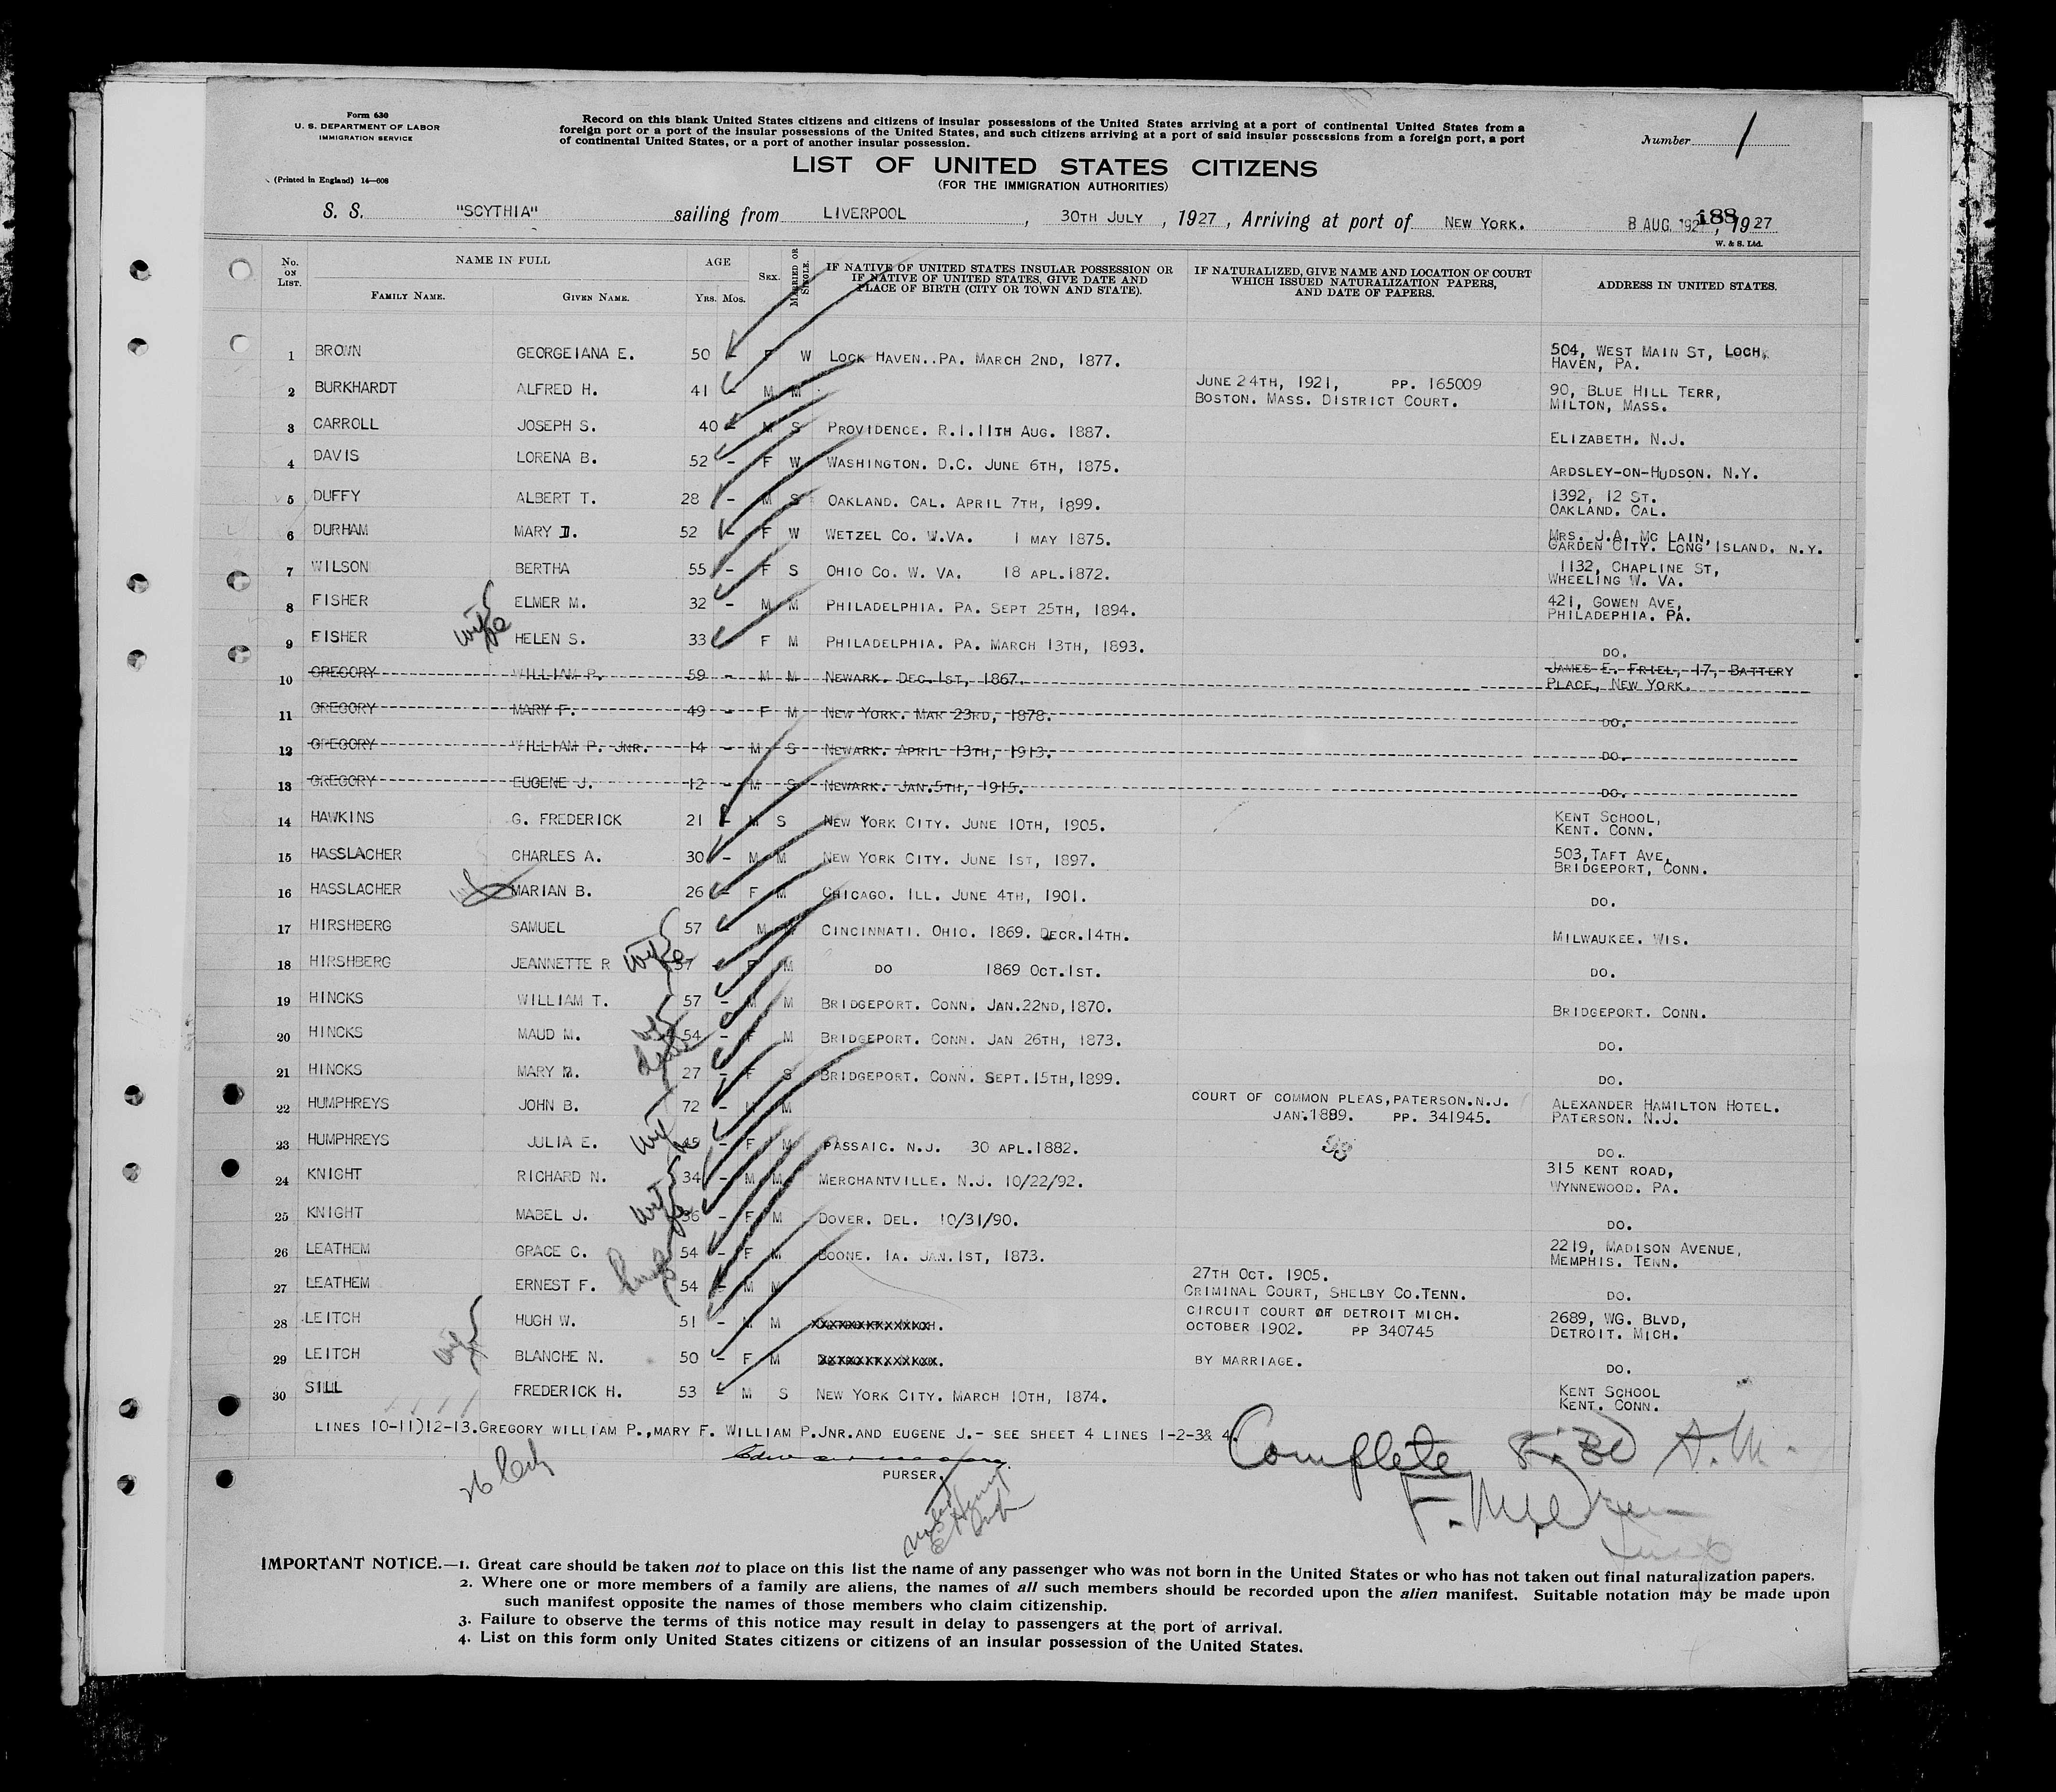 Form 630
U. S. DEPARTMENT OF LABOR
IMMIGRATION SERVICE
(Printed in England) 14—608
Record on this blank United States citizens and citizens of insular possessions of the United States arriving at a port of continental United States from a
foreign port or a port of the insular possessions of the United States, and such citizens arriving at a port of said insular possessions from a foreign port, a port
of continental United States, or a port of another insular possession.
Number 1
LIST OF UNITED STATES CITIZENS
(FOR THE IMMIGRATION AUTHORITIES)
S. S. "SCYTHIA" sailing from LIVERPOOL, 30TH JULY, 1927, Arriving at port of NEW YORK. 8 AUG. 192 188, 1927
W. & S. Ltd.
No. ON LIST. NAME IN FULL AGE SEX. MARRIED OR SINGLE. IF NATIVE OF UNITED STATES INSULAR POSSESSION OR IF NATIVE OF UNITED STATES, GIVE DATE AND PLACE OF BIRTH (CITY OR TOWN AND STATE). IF NATURALIZED, GIVE NAME AND LOCATION OF COURT WHICH ISSUED NATURALIZATION PAPERS, AND DATE OF PAPERS. ADDRESS IN UNITED STATES.
FAMILY NAME. GIVEN NAME. YRS. MOS.
1 BROWN GEORGEIANA E. 50 - F W LOCK HAVEN..PA. MARCH 2ND, 1877. 504, WEST MAIN ST, LOCH, HAVEN, PA.
2 BURKHARDT ALFRED H. 41 - M M JUNE 24TH, 1921, PP. 165009 BOSTON. MASS. DISTRICT COURT. 90, BLUE HILL TERR, MILTON, MASS.
3 CARROLL JOSEPH S. 40 - M S PROVIDENCE. R.I.11TH AUG. 1887. ELIZABETH. N.J.
4 DAVIS LORENA B. 52 - F W WASHINGTON. D.C. JUNE 6TH, 1875. ARDSLEY-ON-HUDSON. N.Y.
5 DUFFY ALBERT T. 28 - M S OAKLAND. CAL. APRIL 7TH, 1899. 1392, 12 ST. OAKLAND. CAL.
6 DURHAM MARY D. 52 - F W WETZEL CO. W.VA. 1 MAY 1875. MRS. J.A. MC LAIN, GARDEN CITY. LONG ISLAND. N.Y.
7 WILSON BERTHA 55 - F S OHIO CO. W. VA. 18 APL.1872. 1132, CHAPLINE ST, WHEELING W. VA.
8 FISHER ELMER M. 32 - M M PHILADELPHIA. PA. SEPT 25TH, 1894. 421, GOWEN AVE, PHILADEPHIA. PA.
9 FISHER wife HELEN S. 33 F M PHILADELPHIA. PA. MARCH 13TH, 1893. DO.
10 GREGORY WILLIAM P. 59 - M M NEWARK. DEC.1ST, 1867. JAMES E. FRIEL, 17, BATTERY PLACE, NEW YORK.
11 GREGORY MARY F. 49 - F M NEW YORK. MAR 23RD, 1878. DO.
12 GREGORY WILLIAM P. JNR. 14 - M S NEWARK. APRIL 13TH, 1913. DO.
13 GREGORY EUGENE J. 12 - M S NEWARK. JAN.5TH, 1915. DO.
14 HAWKINS G. FREDERICK 21 - M S NEW YORK CITY. JUNE 10TH, 1905. KENT SCHOOL, KENT. CONN.
15 HASSLACHER CHARLES A. 30 - M M NEW YORK CITY. JUNE 1ST, 1897. 503,TAFT AVE, BRIDGEPORT, CONN.
16 HASSLACHER MARIAN B. 26 - F M CHICAGO. ILL. JUNE 4TH, 1901. DO.
17 HIRSHBERG SAMUEL 57 - M M CINCINNATI. OHIO. 1869. DECR.14TH. MILWAUKEE. WIS.
18 HIRSHBERG JEANNETTE R wife 57 - F M DO 1869 OCT.1ST. DO.
19 HINCKS WILLIAM T. 57 - M M BRIDGEPORT. CONN. JAN.22ND,1870. BRIDGEPORT. CONN.
20 HINCKS MAUD M. 54 - F M BRIDGEPORT. CONN. JAN 26TH, 1873. DO.
21 HINCKS MARY M. 27 - F S BRIDGEPORT. CONN. SEPT.15TH,1899. DO.
22 HUMPHREYS JOHN B. 72 - M M COURT OF COMMON PLEAS,PATERSON.N.J. JAN.1889. PP. 341945. ALEXANDER HAMILTON HOTEL. PATERSON. N.J.
23 HUMPHREYS JULIA E. wife 45 - F M PASSAIC. N.J. 30 APL.1882. DO.
24 KNIGHT RICHARD N. 34 - M M MERCHANTVILLE. N.J. 10/22/92. 315 KENT ROAD, WYNNEWOOD. PA.
25 KNIGHT MABEL J. wife 36 - F M DOVER. DEL. 10/31/90. DO.
26 LEATHEM GRACE C. 54 - F M BOONE. IA. JAN.1ST, 1873. 2219, MADISON AVENUE, MEMPHIS. TENN.
27 LEATHEM ERNEST F. 54 - M M 27TH OCT. 1905. CRIMINAL COURT, SHELBY CO.TENN. DO.
28 LEITCH HUGH W. 51 - M M CIRCUIT COURT OF DETROIT MICH. OCTOBER 1902. PP 340745 2689, WG. BLVD, DETROIT. MICH.
29 LEITCH wife BLANCHE N. 50 - F M BY MARRIAGE. DO.
30 SILL FREDERICK H. 53 - M S NEW YORK CITY. MARCH 10TH, 1874. KENT SCHOOL KENT. CONN.
LINES 10-11)12-13.GREGORY WILLIAM P.,MARY F. WILLIAM P.JNR.AND EUGENE J.- SEE SHEET 4 LINES 1-2-3& 4.
PURSER.
Complete 8.30 A.M.
IMPORTANT NOTICE.—1. Great care should be taken not to place on this list the name of any passenger who was not born in the United States or who has not taken out final naturalization papers.
2. Where one or more members of a family are aliens, the names of all such members should be recorded upon the alien manifest. Suitable notation may be made upon
such manifest opposite the names of those members who claim citizenship.
3. Failure to observe the terms of this notice may result in delay to passengers at the port of arrival.
4. List on this form only United States citizens or citizens of an insular possession of the United States.